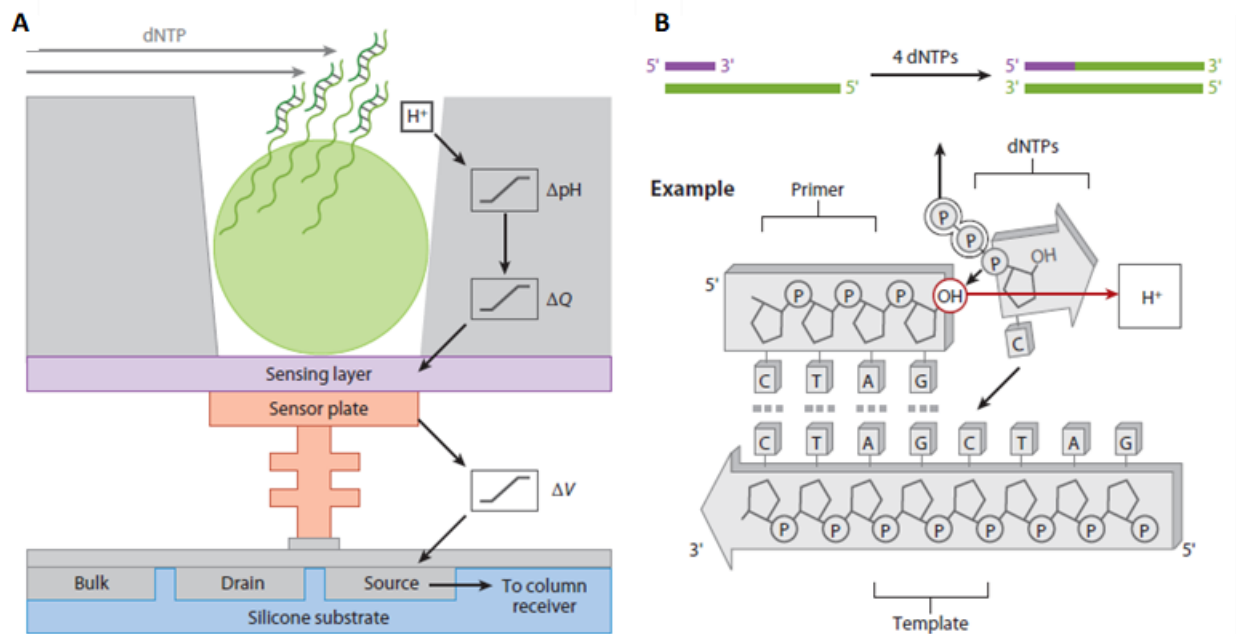 A
dNTP
H⁺
ΔpH
ΔQ
Sensing layer
Sensor plate
ΔV
Bulk
Drain
Source
To column
receiver
Silicone substrate
B
5' 3'
5'
4 dNTPs
5' 3'
3' 5'
dNTPs
Example
Primer
P
P
P
OH
5'
P P P OH
H⁺
C
C T A G
C T A G C T A G
P P P P P P P P
3' 5'
Template